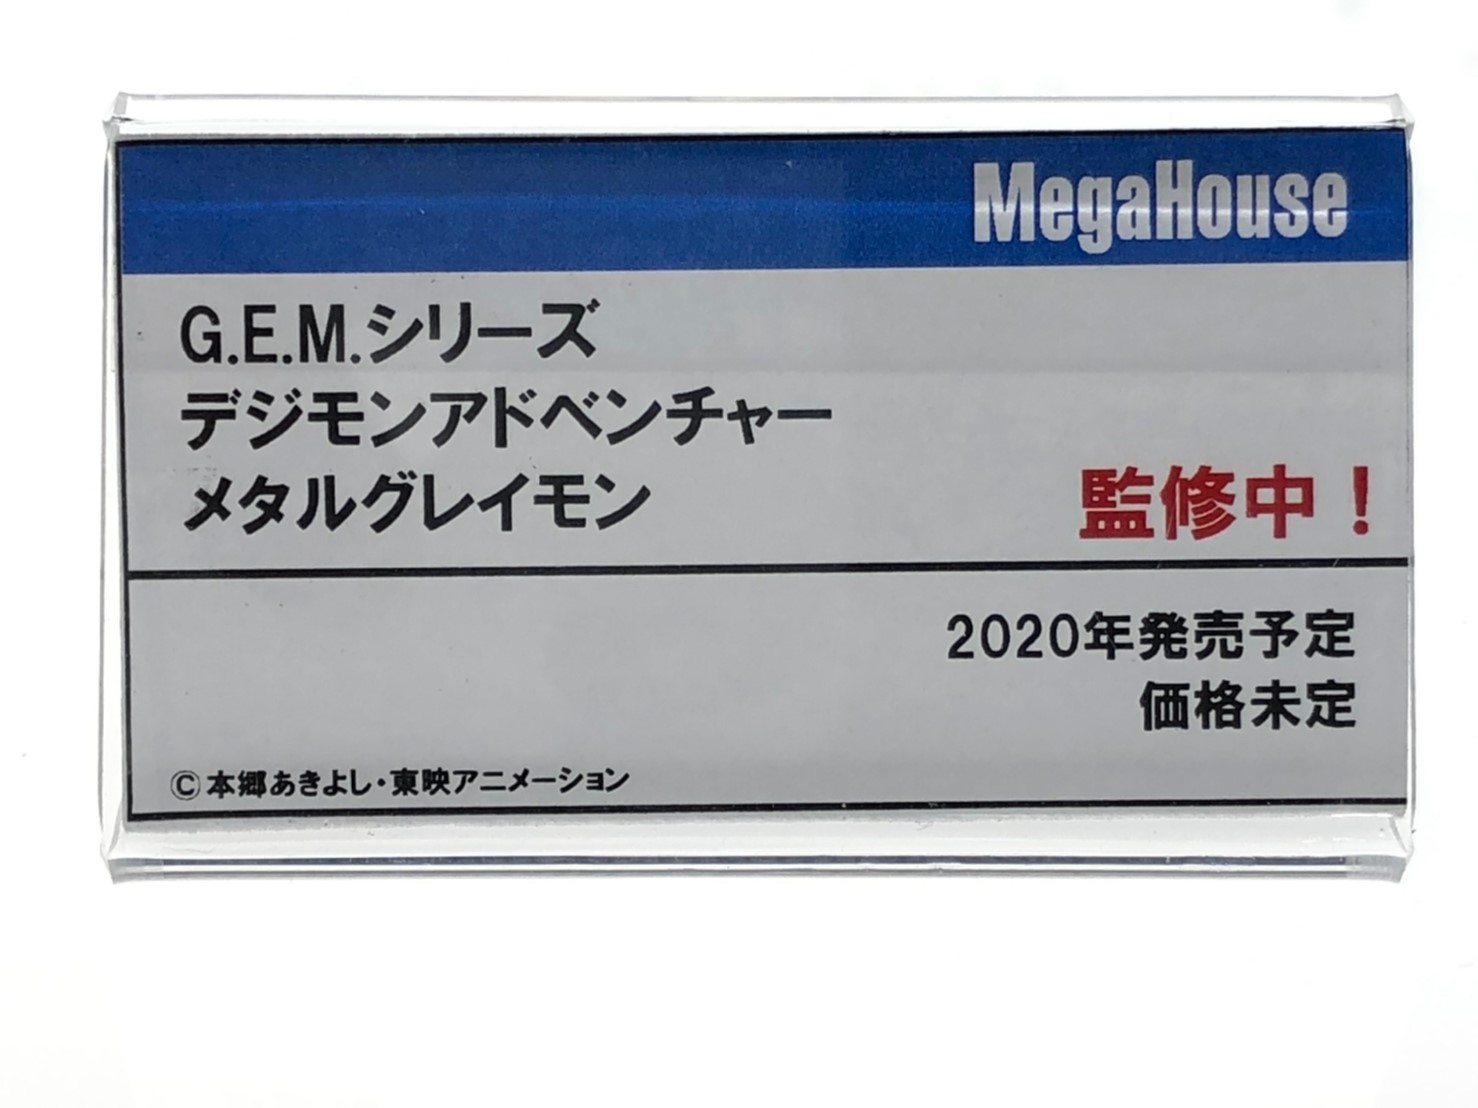 MegaHouse
G.E.M.シリーズ
デジモンアドベンチャー
メタルグレイモン
監修中！
2020年発売予定
価格未定
©本郷あきよし・東映アニメーション